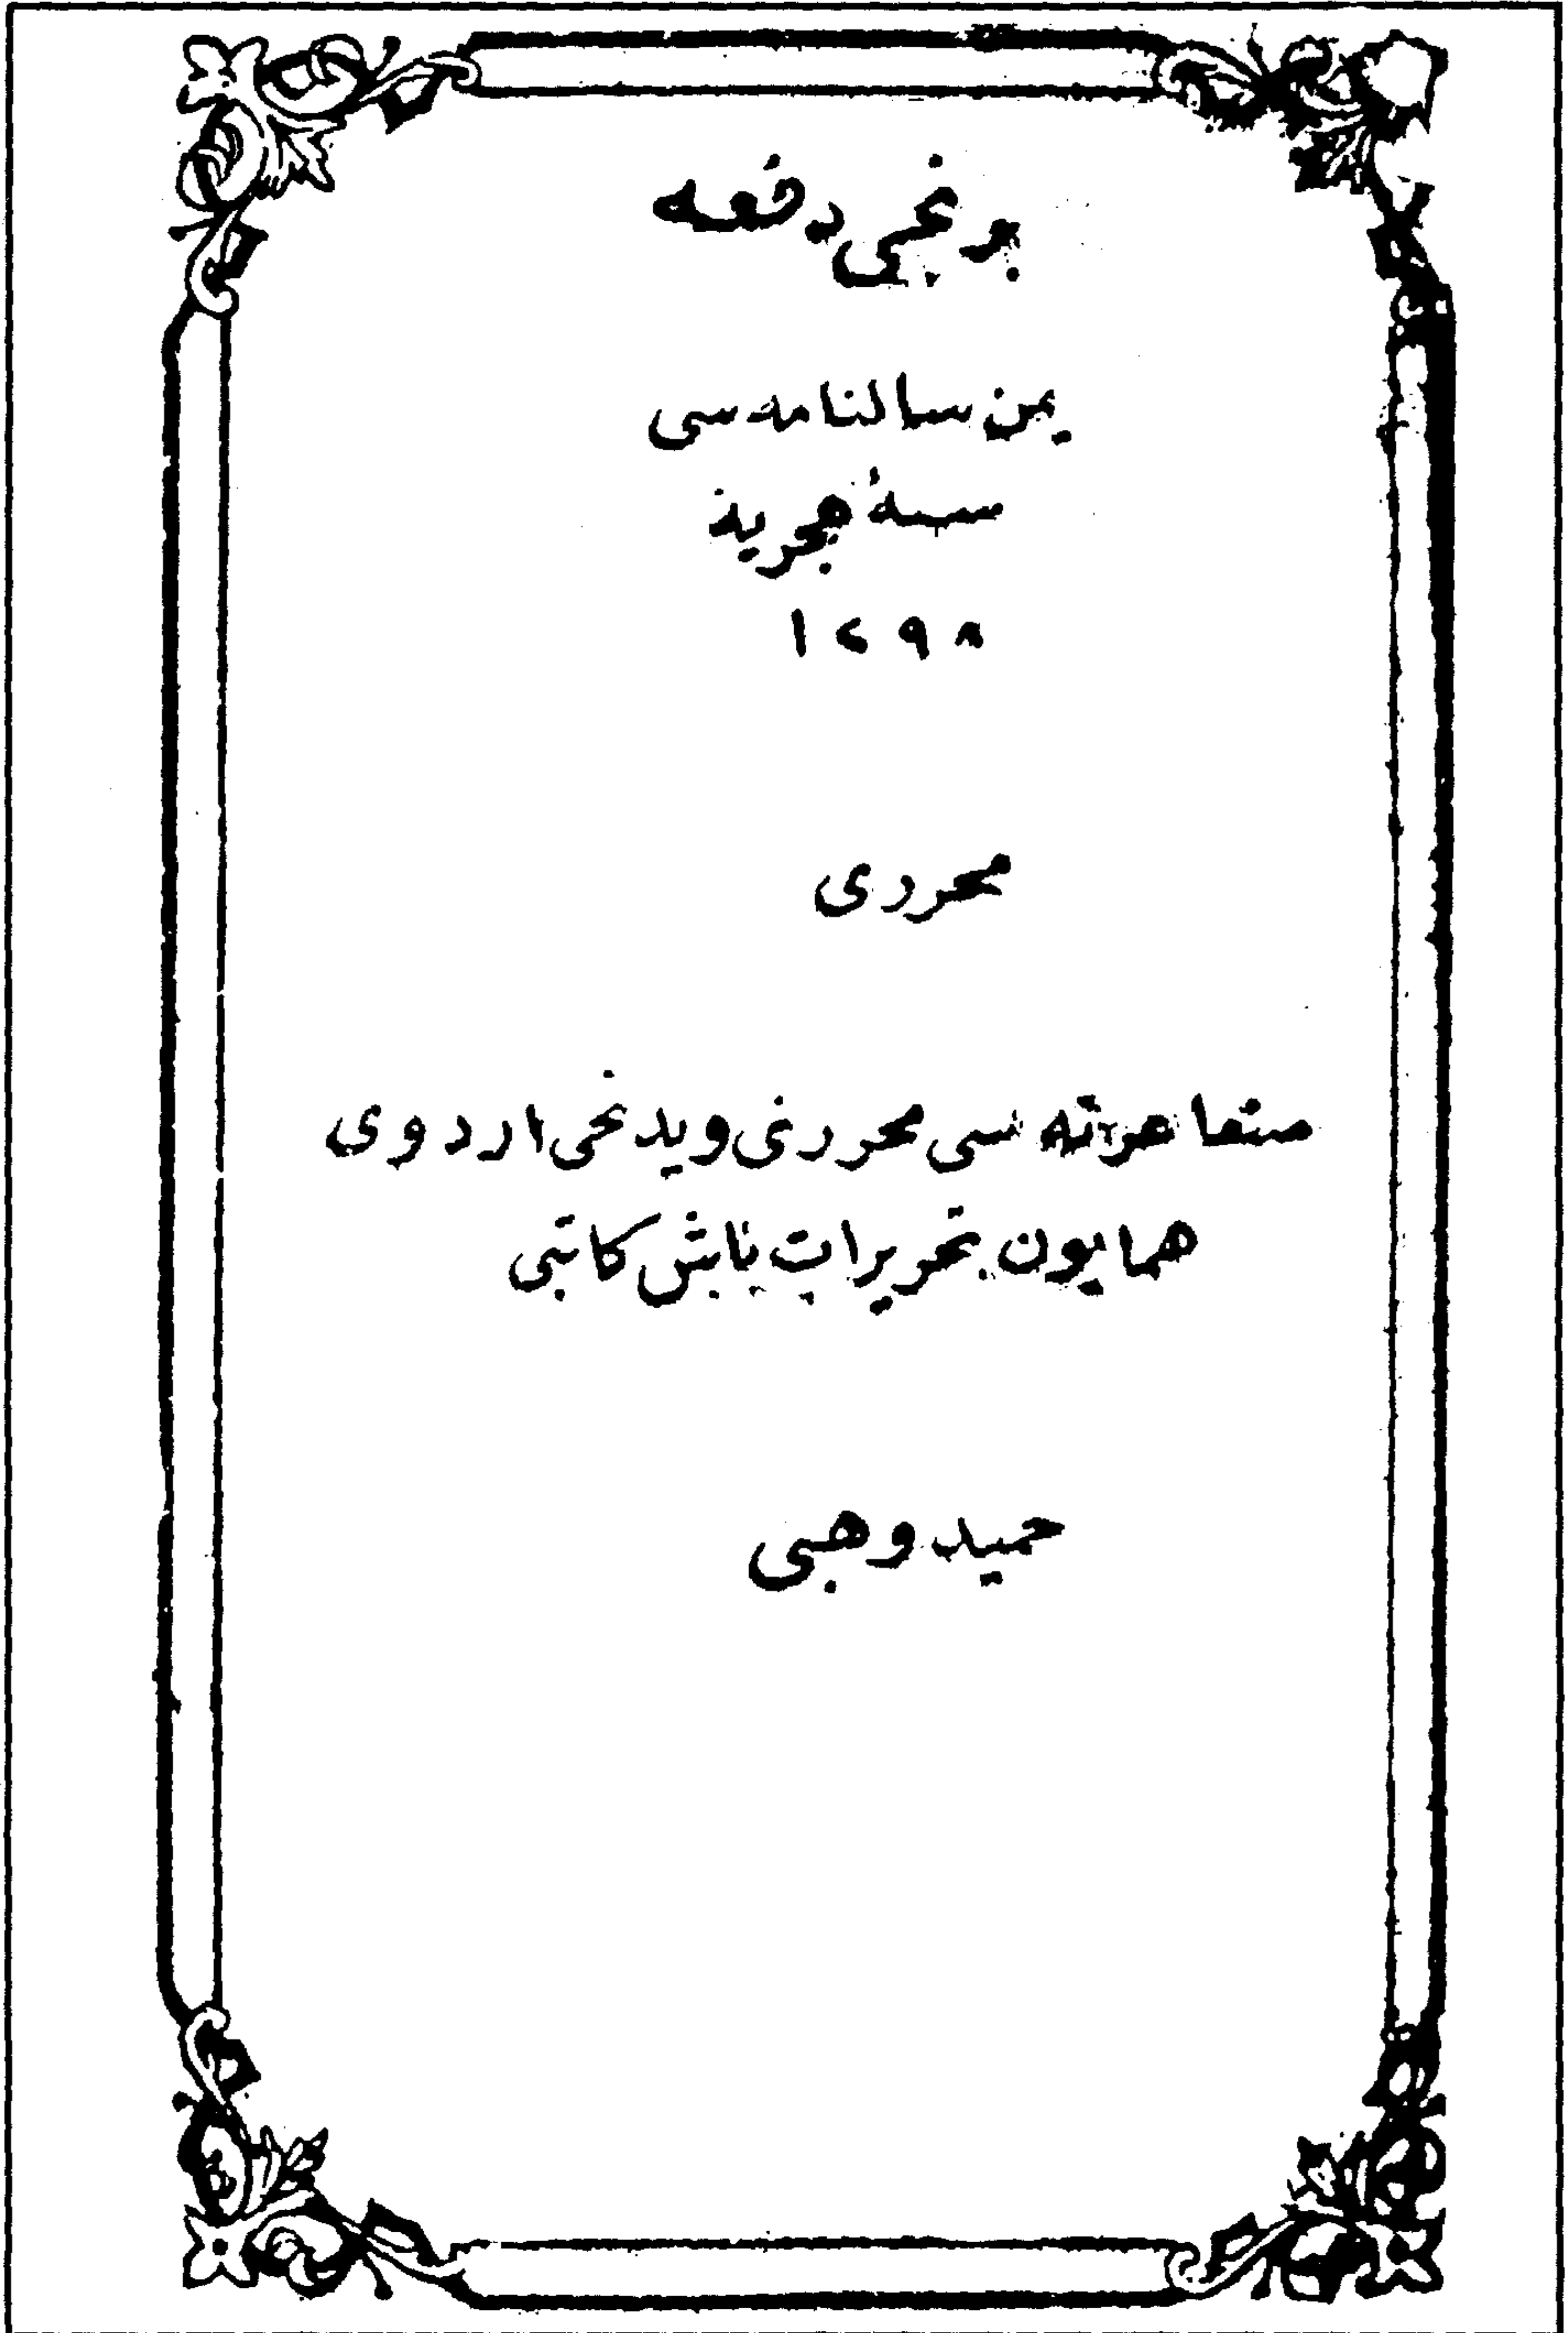 برنجی دفعه
یمن سالنامه سی
سنهٔ هجریه
١٢٩٨
محرری
صنعا غزته سی محرری ویدنجی اردوی
همایون تحریرات باش کاتبی
حمید وهبی